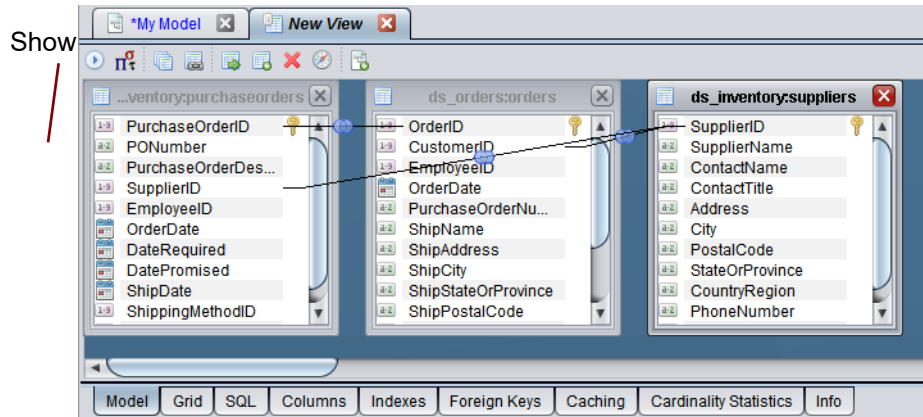 *My Model
New View
Show
...ventory:purchaseorders
PurchaseOrderID
PONumber
PurchaseOrderDes...
SupplierID
EmployeeID
OrderDate
DateRequired
DatePromised
ShipDate
ShippingMethodID
ds_orders:orders
OrderID
CustomerID
EmployeeID
OrderDate
PurchaseOrderNu...
ShipName
ShipAddress
ShipCity
ShipStateOrProvince
ShipPostalCode
ds_inventory:suppliers
SupplierID
SupplierName
ContactName
ContactTitle
Address
City
PostalCode
StateOrProvince
CountryRegion
PhoneNumber
Model Grid SQL Columns Indexes Foreign Keys Caching Cardinality Statistics Info